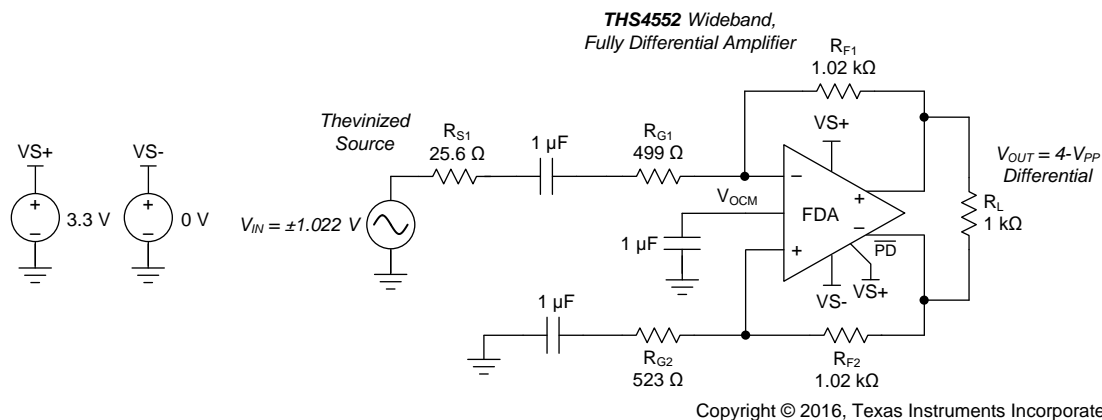 THS4552 Wideband,
Fully Differential Amplifier
RF1
1.02 kΩ
Thevinized
Source
RS1
25.6 Ω
1 µF
RG1
499 Ω
VS+
VS+
VS-
3.3 V
0 V
VIN = ±1.022 V
VOCM
FDA
VOUT = 4-VPP
Differential
RL
1 kΩ
1 µF
PD
VS-
VS+
1 µF
RG2
523 Ω
RF2
1.02 kΩ
Copyright © 2016, Texas Instruments Incorporate